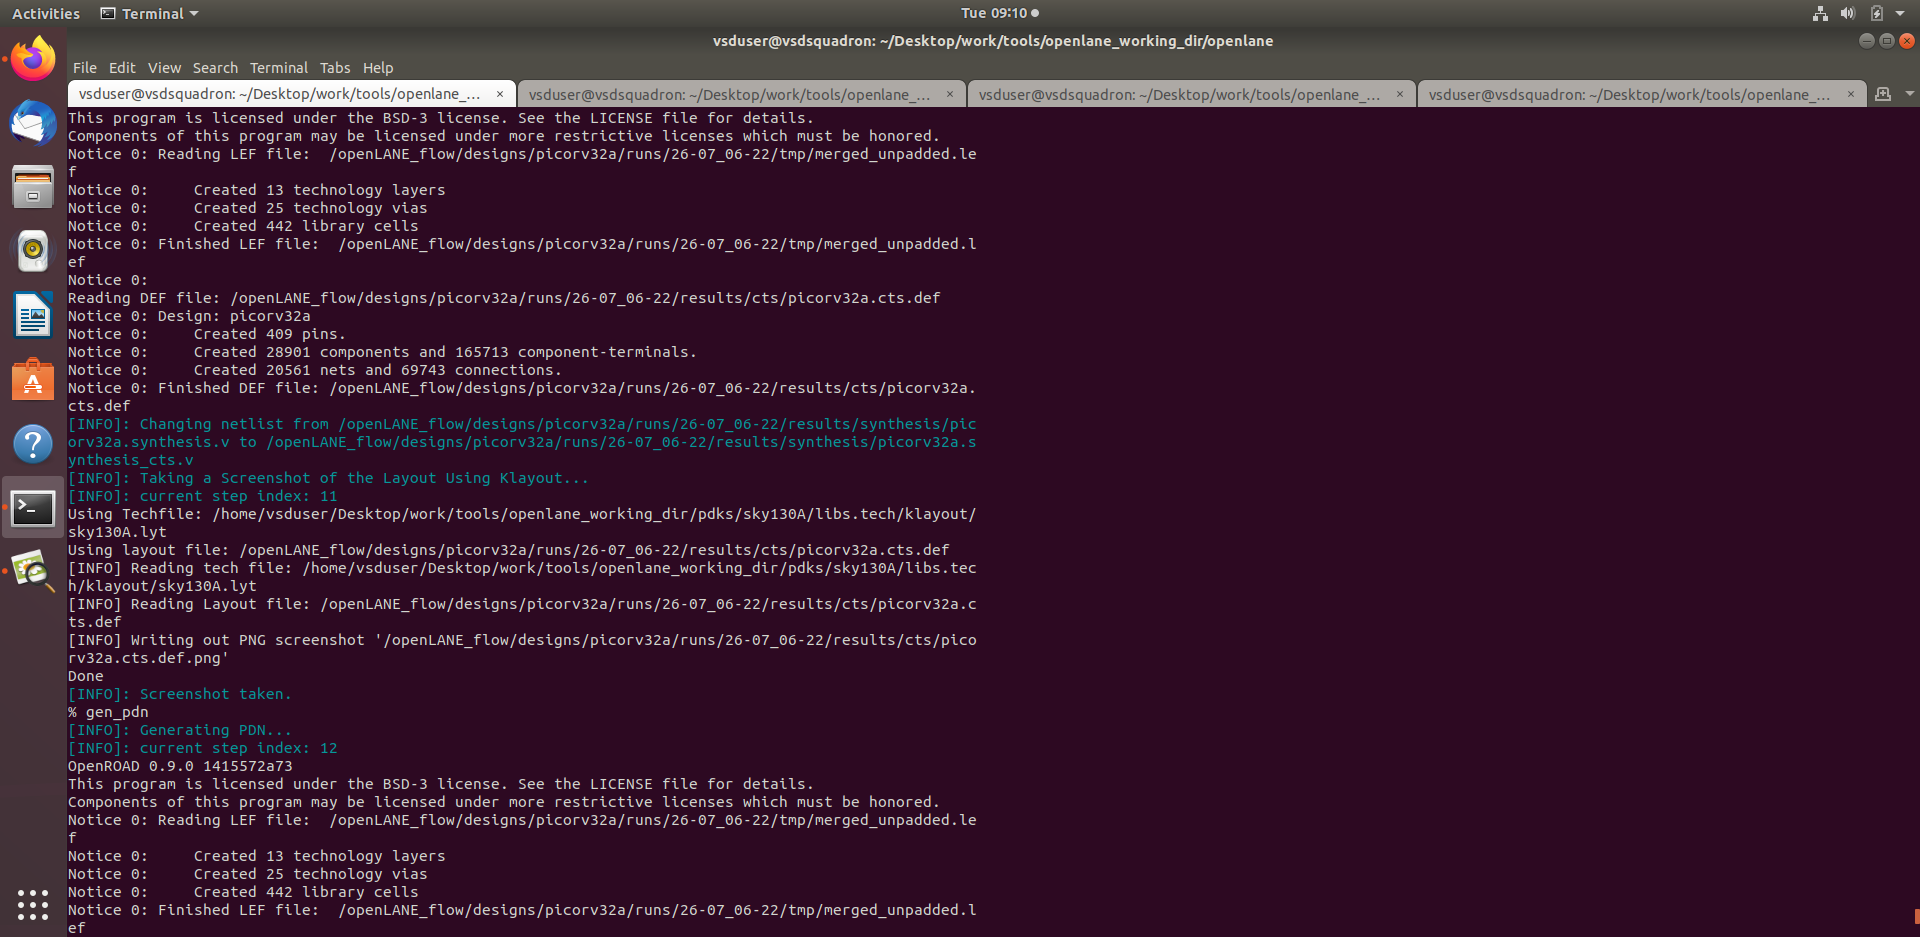 Activities
Terminal
Tue 09:10
vsduser@vsdsquadron: ~/Desktop/work/tools/openlane_working_dir/openlane
File Edit View Search Terminal Tabs Help
vsduser@vsdsquadron: ~/Desktop/work/tools/openlane_... × vsduser@vsdsquadron: ~/Desktop/work/tools/openlane_... × vsduser@vsdsquadron: ~/Desktop/work/tools/openlane_... × vsduser@vsdsquadron: ~/Desktop/work/tools/openlane_... ×
This program is licensed under the BSD-3 license. See the LICENSE file for details.
Components of this program may be licensed under more restrictive licenses which must be honored.
Notice 0: Reading LEF file:  /openLANE_flow/designs/picorv32a/runs/26-07_06-22/tmp/merged_unpadded.le
f
Notice 0:     Created 13 technology layers
Notice 0:     Created 25 technology vias
Notice 0:     Created 442 library cells
Notice 0: Finished LEF file:  /openLANE_flow/designs/picorv32a/runs/26-07_06-22/tmp/merged_unpadded.l
ef
Notice 0:
Reading DEF file: /openLANE_flow/designs/picorv32a/runs/26-07_06-22/results/cts/picorv32a.cts.def
Notice 0: Design: picorv32a
Notice 0:     Created 409 pins.
Notice 0:     Created 28901 components and 165713 component-terminals.
Notice 0:     Created 20561 nets and 69743 connections.
Notice 0: Finished DEF file: /openLANE_flow/designs/picorv32a/runs/26-07_06-22/results/cts/picorv32a.
cts.def
[INFO]: Changing netlist from /openLANE_flow/designs/picorv32a/runs/26-07_06-22/results/synthesis/pic
orv32a.synthesis.v to /openLANE_flow/designs/picorv32a/runs/26-07_06-22/results/synthesis/picorv32a.s
ynthesis_cts.v
[INFO]: Taking a Screenshot of the Layout Using Klayout...
[INFO]: current step index: 11
Using Techfile: /home/vsduser/Desktop/work/tools/openlane_working_dir/pdks/sky130A/libs.tech/klayout/
sky130A.lyt
Using layout file: /openLANE_flow/designs/picorv32a/runs/26-07_06-22/results/cts/picorv32a.cts.def
[INFO] Reading tech file: /home/vsduser/Desktop/work/tools/openlane_working_dir/pdks/sky130A/libs.tec
h/klayout/sky130A.lyt
[INFO] Reading Layout file: /openLANE_flow/designs/picorv32a/runs/26-07_06-22/results/cts/picorv32a.c
ts.def
[INFO] Writing out PNG screenshot '/openLANE_flow/designs/picorv32a/runs/26-07_06-22/results/cts/pico
rv32a.cts.def.png'
Done
[INFO]: Screenshot taken.
% gen_pdn
[INFO]: Generating PDN...
[INFO]: current step index: 12
OpenROAD 0.9.0 1415572a73
This program is licensed under the BSD-3 license. See the LICENSE file for details.
Components of this program may be licensed under more restrictive licenses which must be honored.
Notice 0: Reading LEF file:  /openLANE_flow/designs/picorv32a/runs/26-07_06-22/tmp/merged_unpadded.le
f
Notice 0:     Created 13 technology layers
Notice 0:     Created 25 technology vias
Notice 0:     Created 442 library cells
Notice 0: Finished LEF file:  /openLANE_flow/designs/picorv32a/runs/26-07_06-22/tmp/merged_unpadded.l
ef